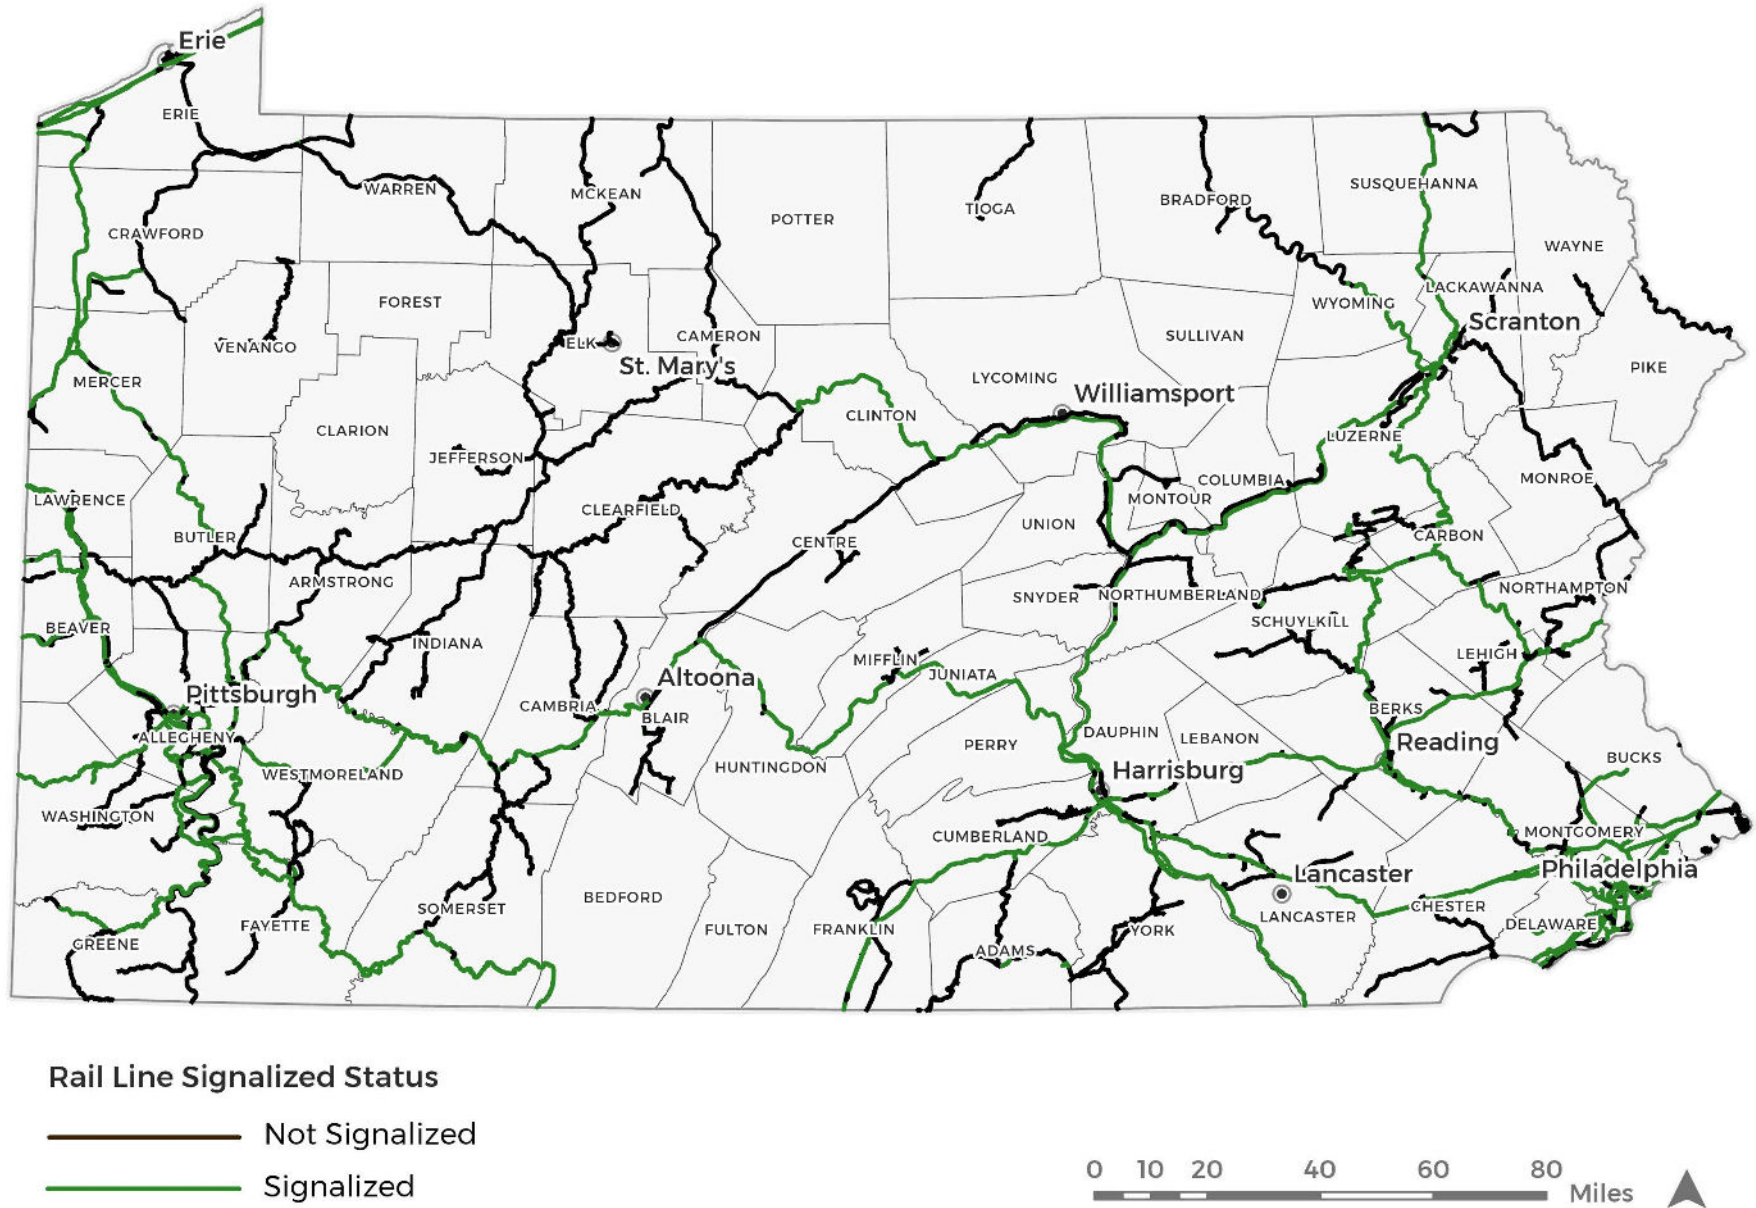 Erie
ERIE
WARREN
MCKEAN
SUSQUEHANNA
TIOGA
BRADFORD
POTTER
CRAWFORD
WAYNE
LACKAWANNA
FOREST
WYOMING
Scranton
VENANGO
ELK
CAMERON
SULLIVAN
St. Mary's
PIKE
MERCER
LYCOMING
Williamsport
CLINTON
CLARION
LUZERNE
JEFFERSON
MONROE
COLUMBIA
LAWRENCE
MONTOUR
CLEARFIELD
UNION
BUTLER
CENTRE
CARBON
ARMSTRONG
NORTHAMPTON
SNYDER
NORTHUMBERLAND
BEAVER
SCHUYLKILL
INDIANA
MIFFLIN
LEHIGH
JUNIATA
Altoona
Pittsburgh
CAMBRIA
BLAIR
BERKS
ALLEGHENY
DAUPHIN
LEBANON
PERRY
Reading
BUCKS
HUNTINGDON
Harrisburg
WESTMORELAND
WASHINGTON
CUMBERLAND
MONTGOMERY
Lancaster
Philadelphia
BEDFORD
SOMERSET
CHESTER
LANCASTER
FAYETTE
FULTON
FRANKLIN
YORK
DELAWARE
GREENE
ADAMS
Rail Line Signalized Status
Not Signalized
Signalized
0 10 20 40 60 80
Miles